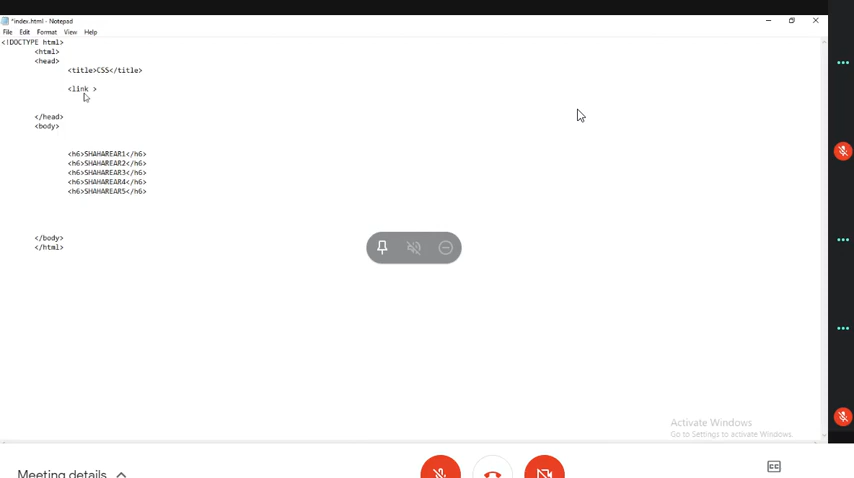 *index.html - Notepad
File Edit Format View Help
<!DOCTYPE html>
<html>
<head>
<title>CSS</title>
<link >
</head>
<body>
<h6>SHAHAREAR1</h6>
<h6>SHAHAREAR2</h6>
<h6>SHAHAREAR3</h6>
<h6>SHAHAREAR4</h6>
<h6>SHAHAREAR5</h6>
</body>
</html>
Activate Windows
Go to Settings to activate Windows.
Meeting details
CC